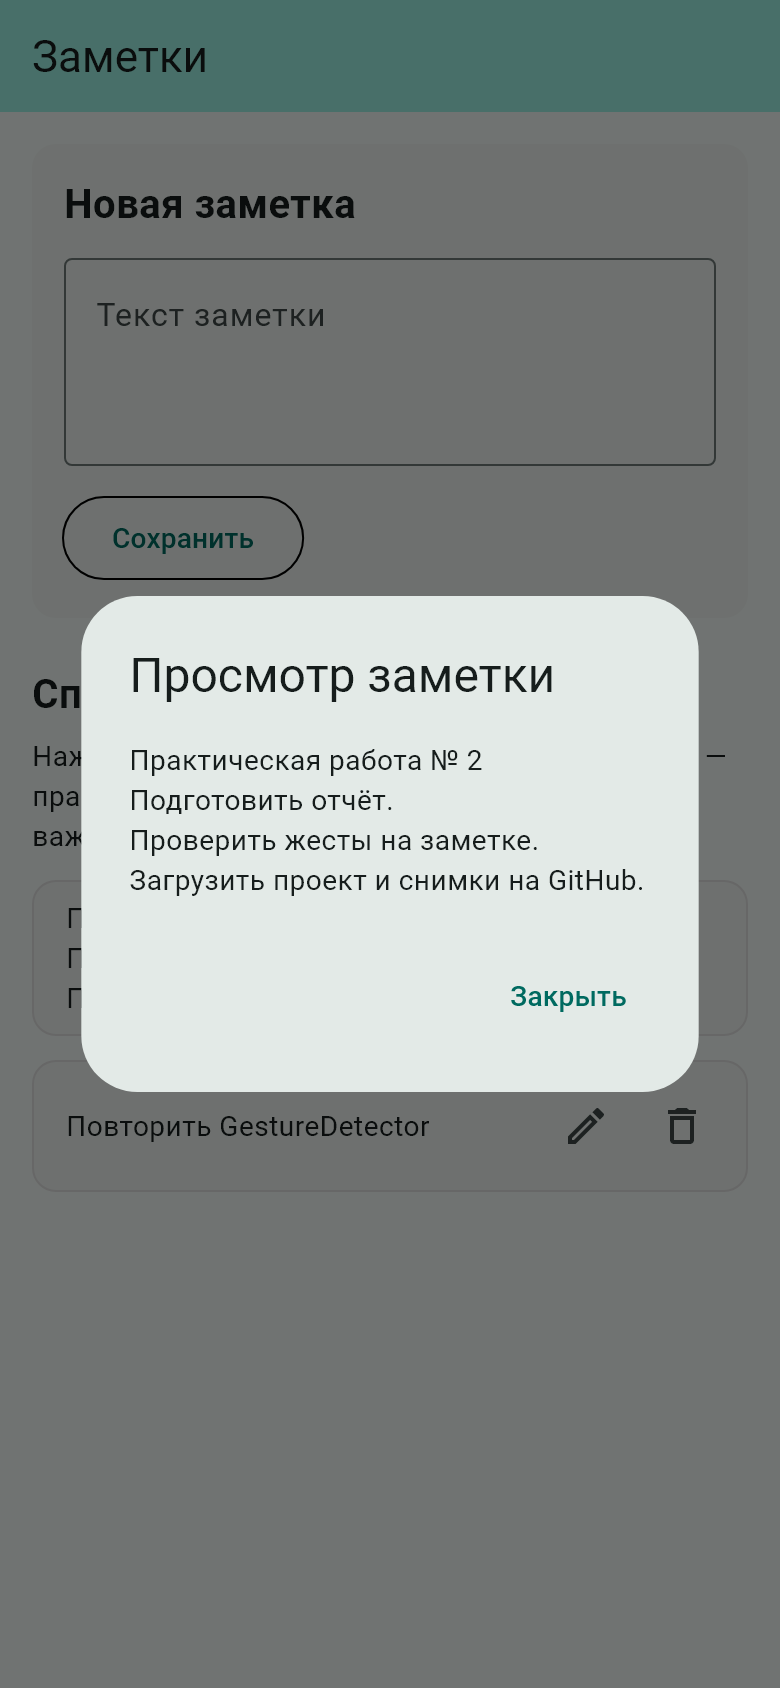 Заметки
Новая заметка
Текст заметки
Сохранить
Просмотр заметки
Практическая работа № 2
Подготовить отчёт.
Проверить жесты на заметке.
Загрузить проект и снимки на GitHub.
Закрыть
Повторить GestureDetector